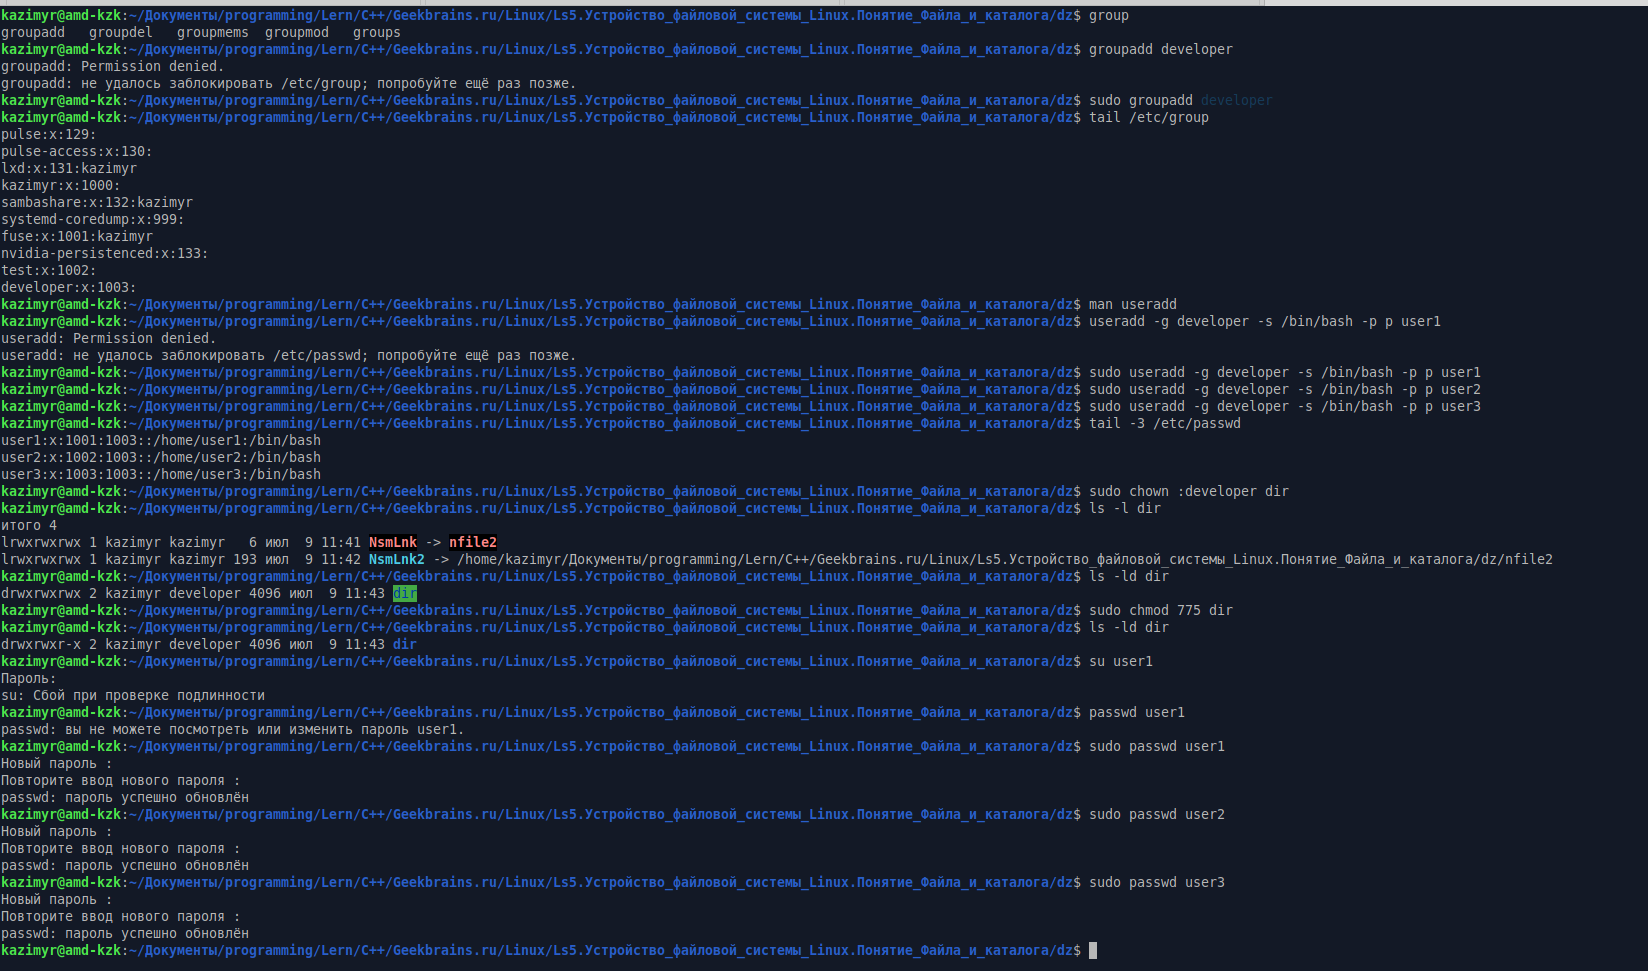 kazimyr@amd-kzk:~/Документы/programming/Lern/C++/Geekbrains.ru/Linux/Ls5.Устройство_файловой_системы_Linux.Понятие_Файла_и_каталога/dz$ group
groupadd   groupdel   groupmems  groupmod   groups
kazimyr@amd-kzk:~/Документы/programming/Lern/C++/Geekbrains.ru/Linux/Ls5.Устройство_файловой_системы_Linux.Понятие_Файла_и_каталога/dz$ groupadd developer
groupadd: Permission denied.
groupadd: не удалось заблокировать /etc/group; попробуйте ещё раз позже.
kazimyr@amd-kzk:~/Документы/programming/Lern/C++/Geekbrains.ru/Linux/Ls5.Устройство_файловой_системы_Linux.Понятие_Файла_и_каталога/dz$ sudo groupadd developer
kazimyr@amd-kzk:~/Документы/programming/Lern/C++/Geekbrains.ru/Linux/Ls5.Устройство_файловой_системы_Linux.Понятие_Файла_и_каталога/dz$ tail /etc/group
pulse:x:129:
pulse-access:x:130:
lxd:x:131:kazimyr
kazimyr:x:1000:
sambashare:x:132:kazimyr
systemd-coredump:x:999:
fuse:x:1001:kazimyr
nvidia-persistenced:x:133:
test:x:1002:
developer:x:1003:
kazimyr@amd-kzk:~/Документы/programming/Lern/C++/Geekbrains.ru/Linux/Ls5.Устройство_файловой_системы_Linux.Понятие_Файла_и_каталога/dz$ man useradd
kazimyr@amd-kzk:~/Документы/programming/Lern/C++/Geekbrains.ru/Linux/Ls5.Устройство_файловой_системы_Linux.Понятие_Файла_и_каталога/dz$ useradd -g developer -s /bin/bash -p p user1
useradd: Permission denied.
useradd: не удалось заблокировать /etc/passwd; попробуйте ещё раз позже.
kazimyr@amd-kzk:~/Документы/programming/Lern/C++/Geekbrains.ru/Linux/Ls5.Устройство_файловой_системы_Linux.Понятие_Файла_и_каталога/dz$ sudo useradd -g developer -s /bin/bash -p p user1
kazimyr@amd-kzk:~/Документы/programming/Lern/C++/Geekbrains.ru/Linux/Ls5.Устройство_файловой_системы_Linux.Понятие_Файла_и_каталога/dz$ sudo useradd -g developer -s /bin/bash -p p user2
kazimyr@amd-kzk:~/Документы/programming/Lern/C++/Geekbrains.ru/Linux/Ls5.Устройство_файловой_системы_Linux.Понятие_Файла_и_каталога/dz$ sudo useradd -g developer -s /bin/bash -p p user3
kazimyr@amd-kzk:~/Документы/programming/Lern/C++/Geekbrains.ru/Linux/Ls5.Устройство_файловой_системы_Linux.Понятие_Файла_и_каталога/dz$ tail -3 /etc/passwd
user1:x:1001:1003::/home/user1:/bin/bash
user2:x:1002:1003::/home/user2:/bin/bash
user3:x:1003:1003::/home/user3:/bin/bash
kazimyr@amd-kzk:~/Документы/programming/Lern/C++/Geekbrains.ru/Linux/Ls5.Устройство_файловой_системы_Linux.Понятие_Файла_и_каталога/dz$ sudo chown :developer dir
kazimyr@amd-kzk:~/Документы/programming/Lern/C++/Geekbrains.ru/Linux/Ls5.Устройство_файловой_системы_Linux.Понятие_Файла_и_каталога/dz$ ls -l dir
итого 4
lrwxrwxrwx 1 kazimyr kazimyr   6 июл  9 11:41 NsmLnk -> nfile2
lrwxrwxrwx 1 kazimyr kazimyr 193 июл  9 11:42 NsmLnk2 -> /home/kazimyr/Документы/programming/Lern/C++/Geekbrains.ru/Linux/Ls5.Устройство_файловой_системы_Linux.Понятие_Файла_и_каталога/dz/nfile2
kazimyr@amd-kzk:~/Документы/programming/Lern/C++/Geekbrains.ru/Linux/Ls5.Устройство_файловой_системы_Linux.Понятие_Файла_и_каталога/dz$ ls -ld dir
drwxrwxrwx 2 kazimyr developer 4096 июл  9 11:43 dir
kazimyr@amd-kzk:~/Документы/programming/Lern/C++/Geekbrains.ru/Linux/Ls5.Устройство_файловой_системы_Linux.Понятие_Файла_и_каталога/dz$ sudo chmod 775 dir
kazimyr@amd-kzk:~/Документы/programming/Lern/C++/Geekbrains.ru/Linux/Ls5.Устройство_файловой_системы_Linux.Понятие_Файла_и_каталога/dz$ ls -ld dir
drwxrwxr-x 2 kazimyr developer 4096 июл  9 11:43 dir
kazimyr@amd-kzk:~/Документы/programming/Lern/C++/Geekbrains.ru/Linux/Ls5.Устройство_файловой_системы_Linux.Понятие_Файла_и_каталога/dz$ su user1
Пароль:
su: Сбой при проверке подлинности
kazimyr@amd-kzk:~/Документы/programming/Lern/C++/Geekbrains.ru/Linux/Ls5.Устройство_файловой_системы_Linux.Понятие_Файла_и_каталога/dz$ passwd user1
passwd: вы не можете посмотреть или изменить пароль user1.
kazimyr@amd-kzk:~/Документы/programming/Lern/C++/Geekbrains.ru/Linux/Ls5.Устройство_файловой_системы_Linux.Понятие_Файла_и_каталога/dz$ sudo passwd user1
Новый пароль :
Повторите ввод нового пароля :
passwd: пароль успешно обновлён
kazimyr@amd-kzk:~/Документы/programming/Lern/C++/Geekbrains.ru/Linux/Ls5.Устройство_файловой_системы_Linux.Понятие_Файла_и_каталога/dz$ sudo passwd user2
Новый пароль :
Повторите ввод нового пароля :
passwd: пароль успешно обновлён
kazimyr@amd-kzk:~/Документы/programming/Lern/C++/Geekbrains.ru/Linux/Ls5.Устройство_файловой_системы_Linux.Понятие_Файла_и_каталога/dz$ sudo passwd user3
Новый пароль :
Повторите ввод нового пароля :
passwd: пароль успешно обновлён
kazimyr@amd-kzk:~/Документы/programming/Lern/C++/Geekbrains.ru/Linux/Ls5.Устройство_файловой_системы_Linux.Понятие_Файла_и_каталога/dz$